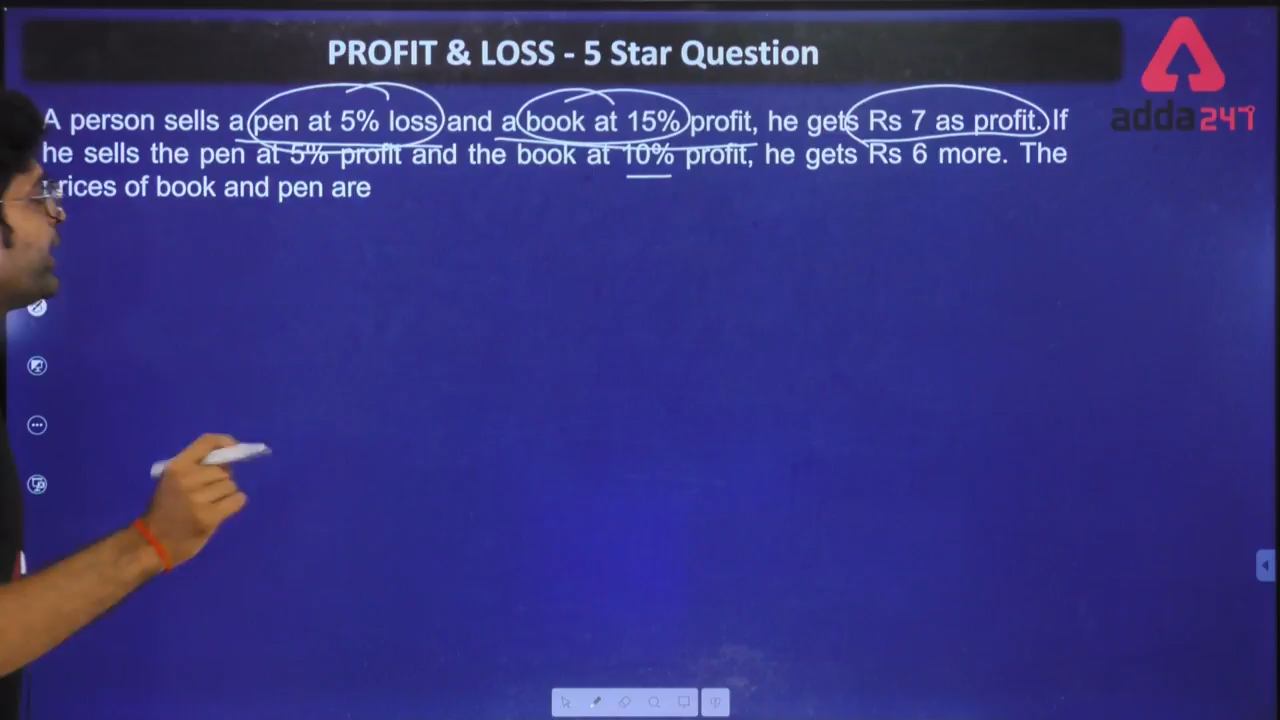 PROFIT & LOSS - 5 Star Question
adda247
A person sells a pen at 5% loss and a book at 15% profit, he gets Rs 7 as profit. If
he sells the pen at 5% profit and the book at 10% profit, he gets Rs 6 more. The
of book and pen are